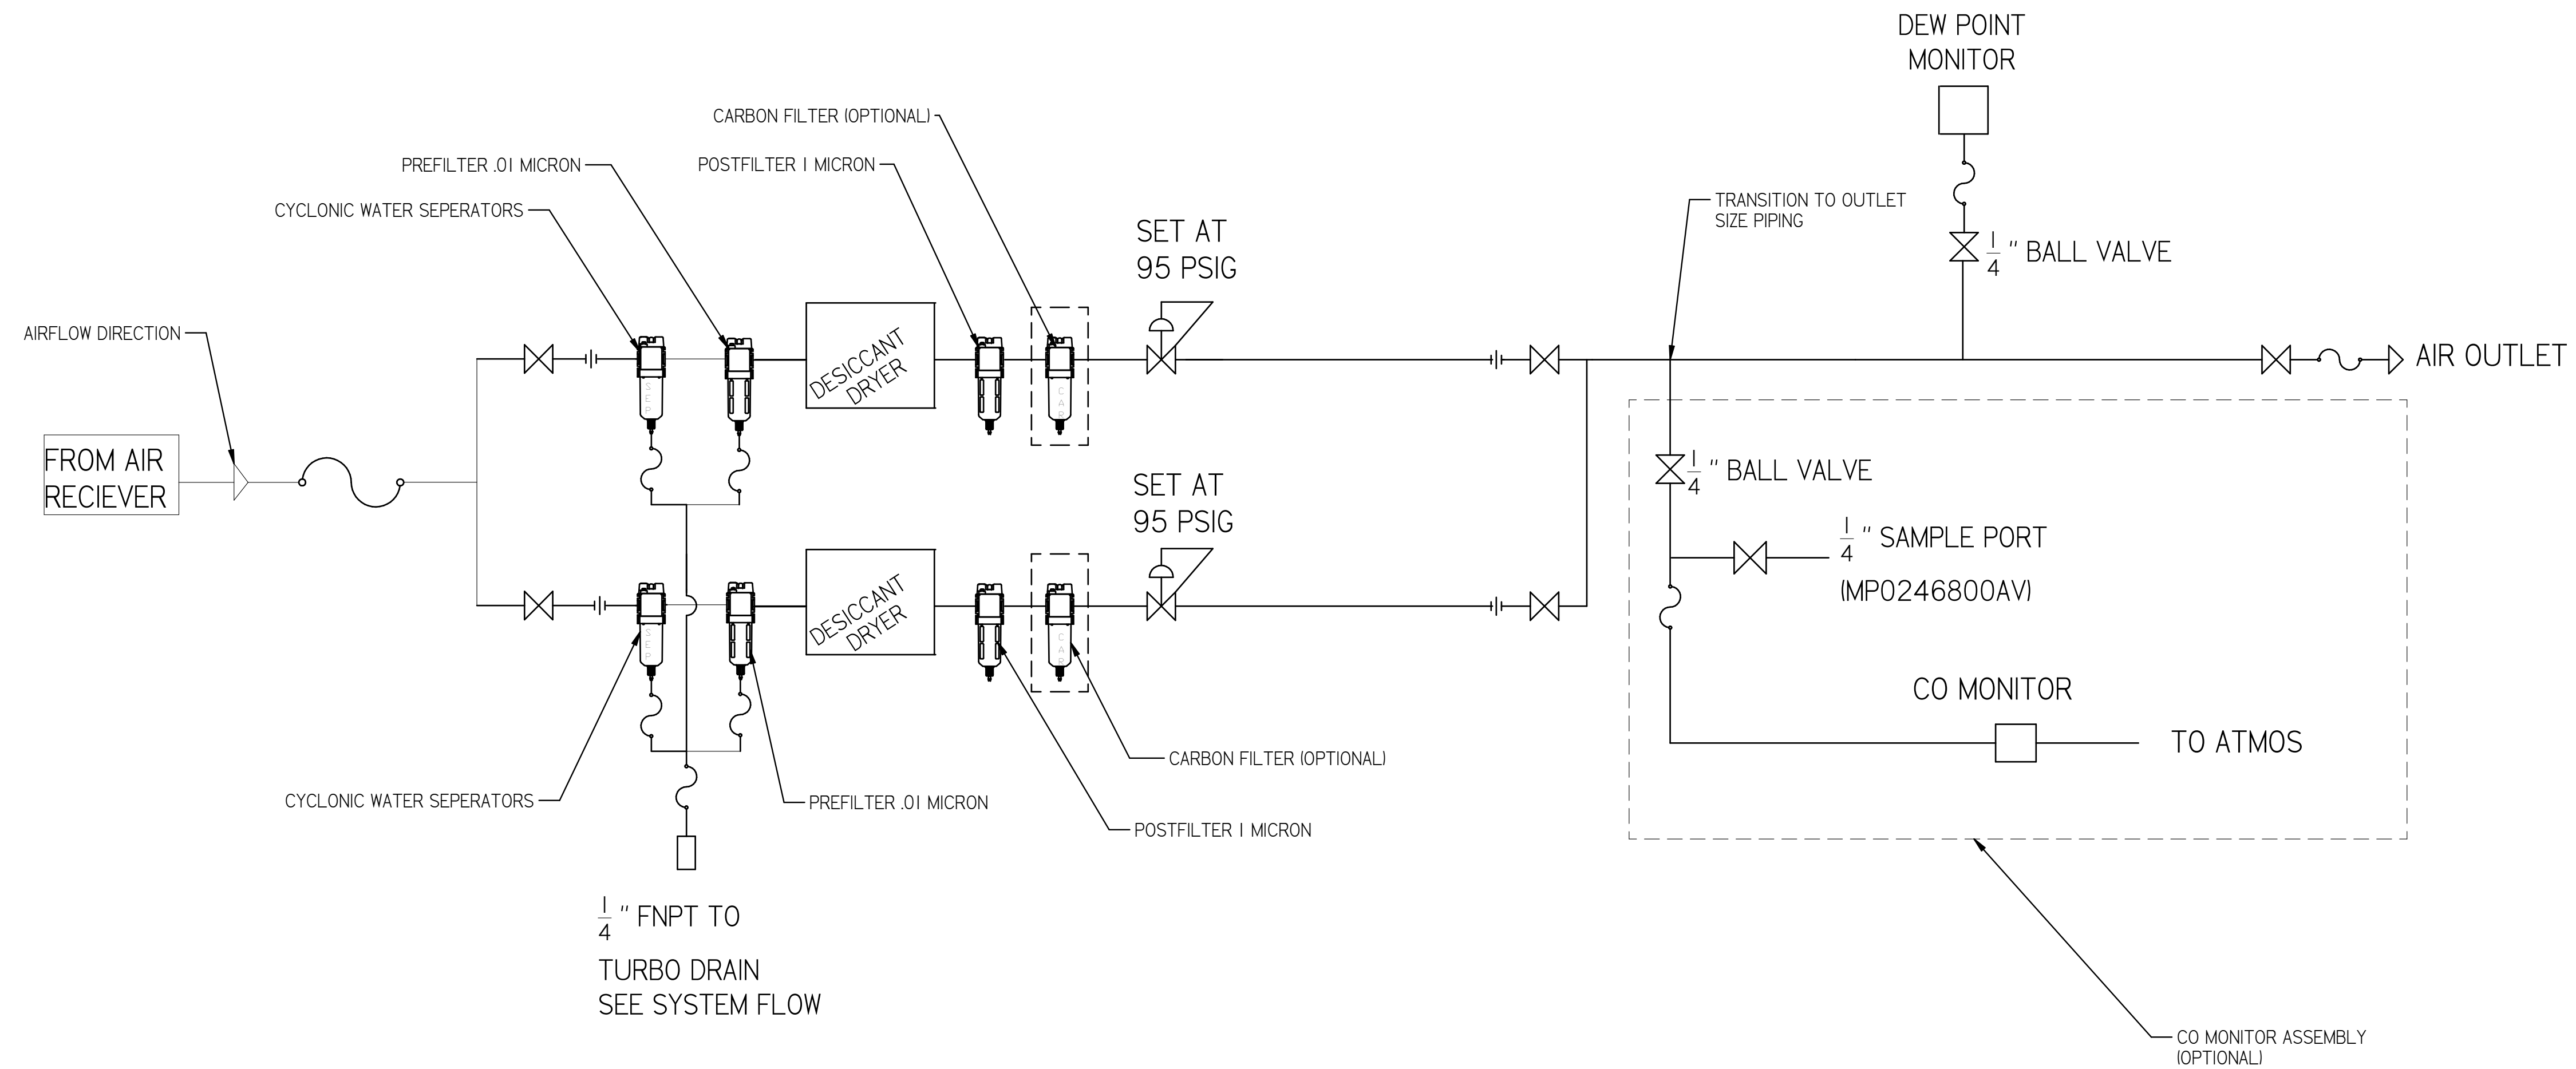 DEW POINT
MONITOR
CARBON FILTER (OPTIONAL)
PREFILTER .01 MICRON
POSTFILTER 1 MICRON
CYCLONIC WATER SEPERATORS
TRANSITION TO OUTLET
SIZE PIPING
SET AT
95 PSIG
1/4 " BALL VALVE
AIRFLOW DIRECTION
DESICCANT
DRYER
AIR OUTLET
SEP
CAR
FROM AIR
RECIEVER
1/4 " BALL VALVE
SET AT
95 PSIG
1/4 " SAMPLE PORT
(MP0246800AV)
DESICCANT
DRYER
SEP
CAR
CO MONITOR
TO ATMOS
CARBON FILTER (OPTIONAL)
CYCLONIC WATER SEPERATORS
PREFILTER .01 MICRON
POSTFILTER 1 MICRON
1/4 " FNPT TO
TURBO DRAIN
SEE SYSTEM FLOW
CO MONITOR ASSEMBLY
(OPTIONAL)